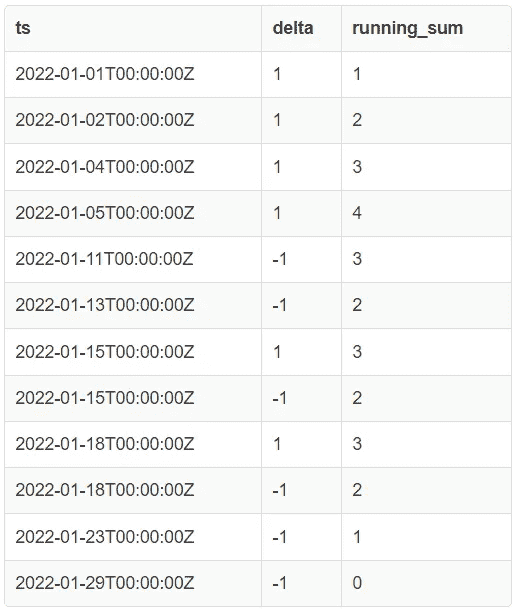 ts delta running_sum
2022-01-01T00:00:00Z 1 1
2022-01-02T00:00:00Z 1 2
2022-01-04T00:00:00Z 1 3
2022-01-05T00:00:00Z 1 4
2022-01-11T00:00:00Z -1 3
2022-01-13T00:00:00Z -1 2
2022-01-15T00:00:00Z 1 3
2022-01-15T00:00:00Z -1 2
2022-01-18T00:00:00Z 1 3
2022-01-18T00:00:00Z -1 2
2022-01-23T00:00:00Z -1 1
2022-01-29T00:00:00Z -1 0